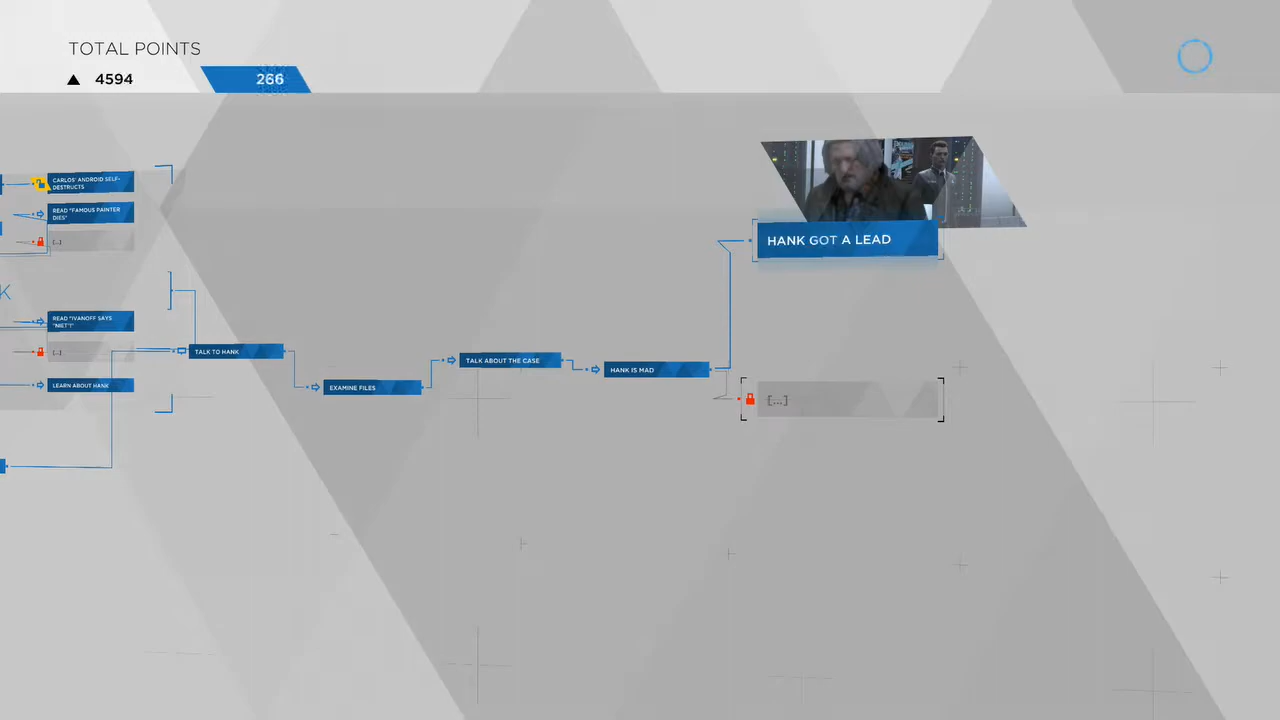 TOTAL POINTS
4594
266
CARLOS' ANDROID SELF-
DESTRUCTS
READ "FAMOUS PAINTER
DIES"
[...]
HANK GOT A LEAD
K
READ "IVANOFF SAYS
"NIET"!"
[...]
TALK TO HANK
LEARN ABOUT HANK
EXAMINE FILES
TALK ABOUT THE CASE
HANK IS MAD
[...]